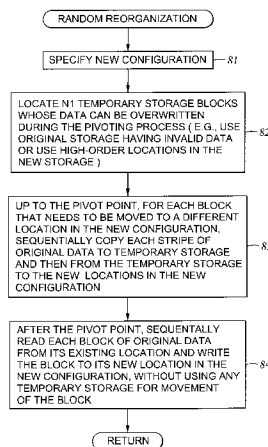 RANDOM REORGANIZATION
SPECIFY NEW CONFIGURATION
81
LOCATE N1 TEMPORARY STORAGE BLOCKS
WHOSE DATA CAN BE OVERWRITTEN
DURING THE PIVOTING PROCESS ( E.G., USE
ORIGINAL STORAGE HAVING INVALID DATA
OR USE HIGH-ORDER LOCATIONS IN THE
NEW STORAGE )
82
UP TO THE PIVOT POINT, FOR EACH BLOCK
THAT NEEDS TO BE MOVED TO A DIFFERENT
LOCATION IN THE NEW CONFIGURATION,
SEQUENTIALLY COPY EACH STRIPE OF
ORIGINAL DATA TO TEMPORARY STORAGE
AND THEN FROM THE TEMPORARY STORAGE
TO THE NEW LOCATIONS IN THE NEW
CONFIGURATION
AFTER THE PIVOT POINT, SEQUENTIALLY
READ EACH BLOCK OF ORIGINAL DATA
FROM ITS EXISTING LOCATION AND WRITE
THE BLOCK TO ITS NEW LOCATION IN THE
NEW CONFIGURATION, WITHOUT USING ANY
TEMPORARY STORAGE FOR MOVEMENT
OF THE BLOCK
84
RETURN